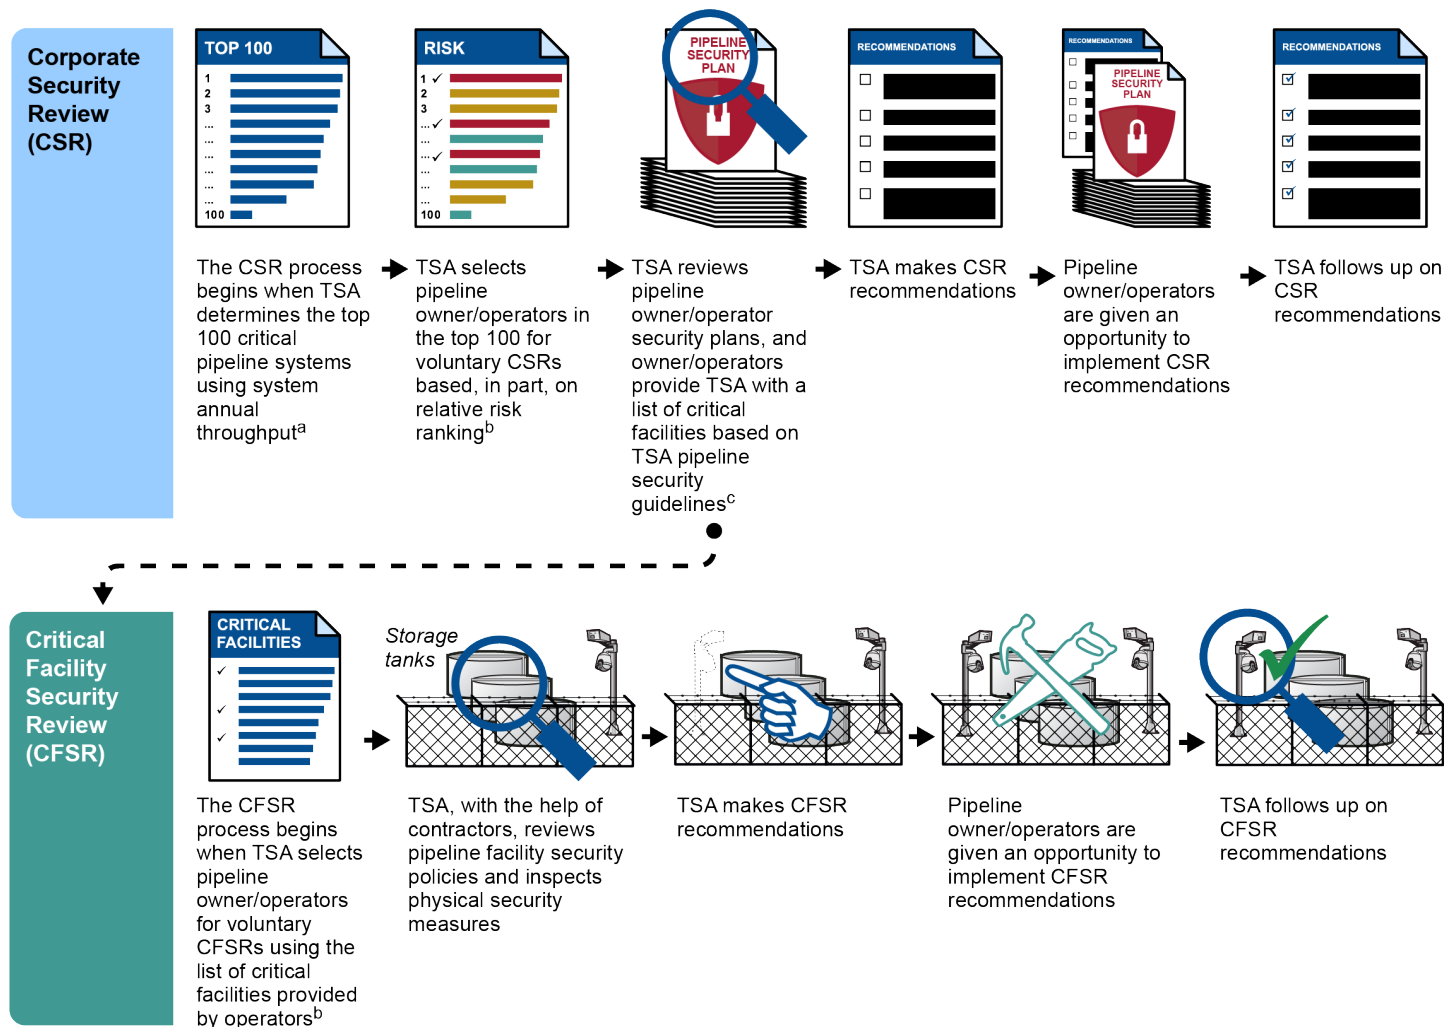 Corporate
Security
Review
(CSR)
TOP 100
1
2
3
...
...
...
...
...
...
100
RISK
1
2
3
...
...
...
...
...
...
100
PIPELINE
SECURITY
PLAN
RECOMMENDATIONS
RECOMMENDATIONS
PIPELINE
SECURITY
PLAN
RECOMMENDATIONS
The CSR process
begins when TSA
determines the top
100 critical
pipeline systems
using system
annual
throughputa
TSA selects
pipeline
owner/operators in
the top 100 for
voluntary CSRs
based, in part, on
relative risk
rankingb
TSA reviews
pipeline
owner/operator
security plans, and
owner/operators
provide TSA with a
list of critical
facilities based on
TSA pipeline
security
guidelinesc
TSA makes CSR
recommendations
Pipeline
owner/operators
are given an
opportunity to
implement CSR
recommendations
TSA follows up on
CSR
recommendations
Critical
Facility
Security
Review
(CFSR)
CRITICAL
FACILITIES
Storage
tanks
The CFSR
process begins
when TSA selects
pipeline
owner/operators
for voluntary
CFSRs using the
list of critical
facilities provided
by operatorsb
TSA, with the help of
contractors, reviews
pipeline facility security
policies and inspects
physical security
measures
TSA makes CFSR
recommendations
Pipeline
owner/operators are
given an opportunity to
implement CFSR
recommendations
TSA follows up on
CFSR
recommendations